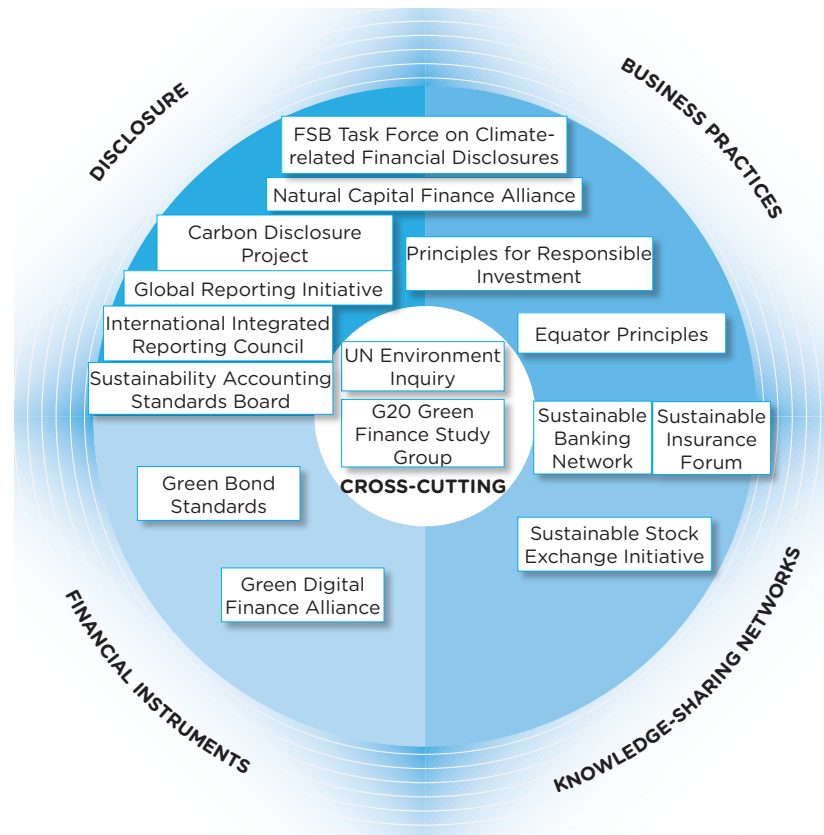 DISCLOSURE
BUSINESS PRACTICES
FSB Task Force on Climate-
related Financial Disclosures
Natural Capital Finance Alliance
Carbon Disclosure
Project
Principles for Responsible
Investment
Global Reporting Initiative
International Integrated
Reporting Council
Equator Principles
UN Environment
Inquiry
Sustainability Accounting
Standards Board
G20 Green
Finance Study
Group
CROSS-CUTTING
Sustainable
Banking
Network
Sustainable
Insurance
Forum
Green Bond
Standards
Sustainable Stock
Exchange Initiative
Green Digital
Finance Alliance
FINANCIAL INSTRUMENTS
KNOWLEDGE-SHARING NETWORKS